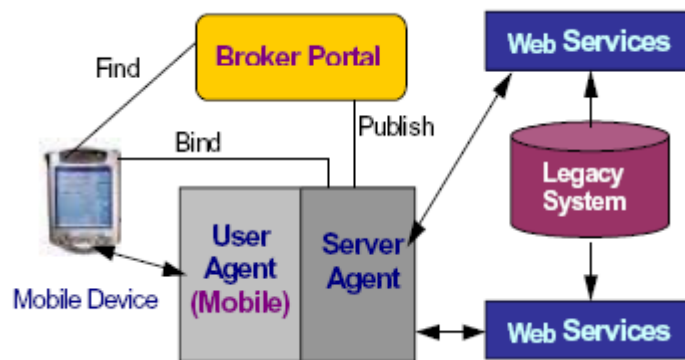 Web Services
Broker Portal
Find
Publish
Bind
Legacy
System
User
Agent
(Mobile)
Server
Agent
Mobile Device
Web Services